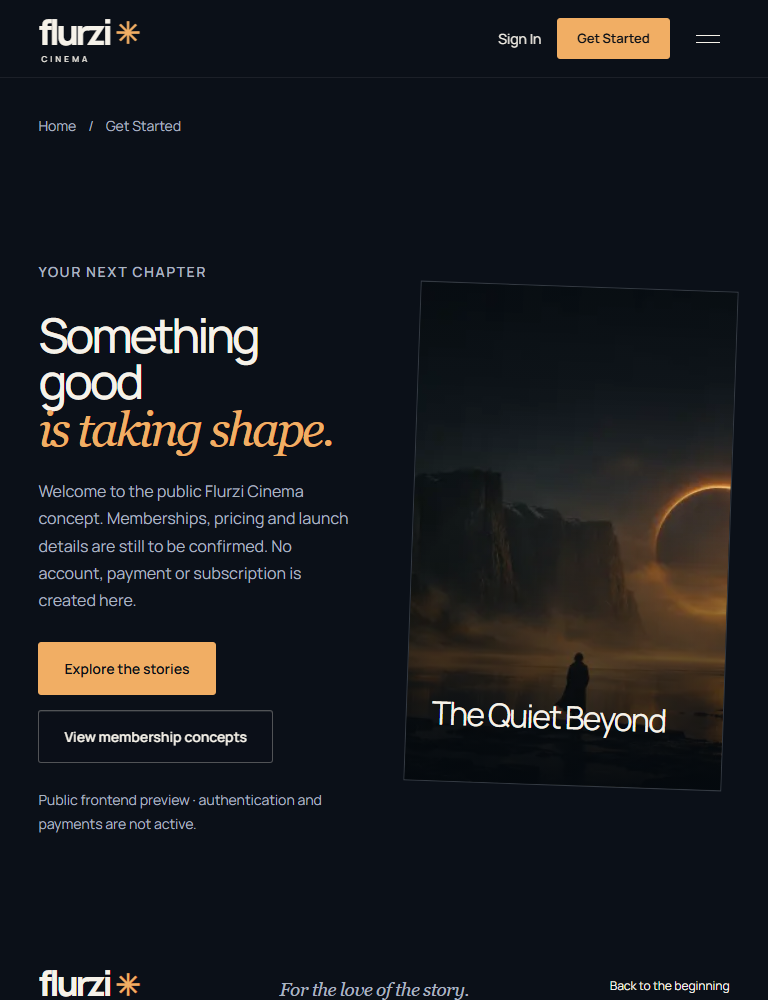 flurzi
CINEMA
Sign In
Get Started
Home / Get Started
YOUR NEXT CHAPTER
Something
good
is taking shape.
Welcome to the public Flurzi Cinema
concept. Memberships, pricing and launch
details are still to be confirmed. No
account, payment or subscription is
created here.
Explore the stories
View membership concepts
Public frontend preview · authentication and
payments are not active.
The Quiet Beyond
flurzi
For the love of the story.
Back to the beginning